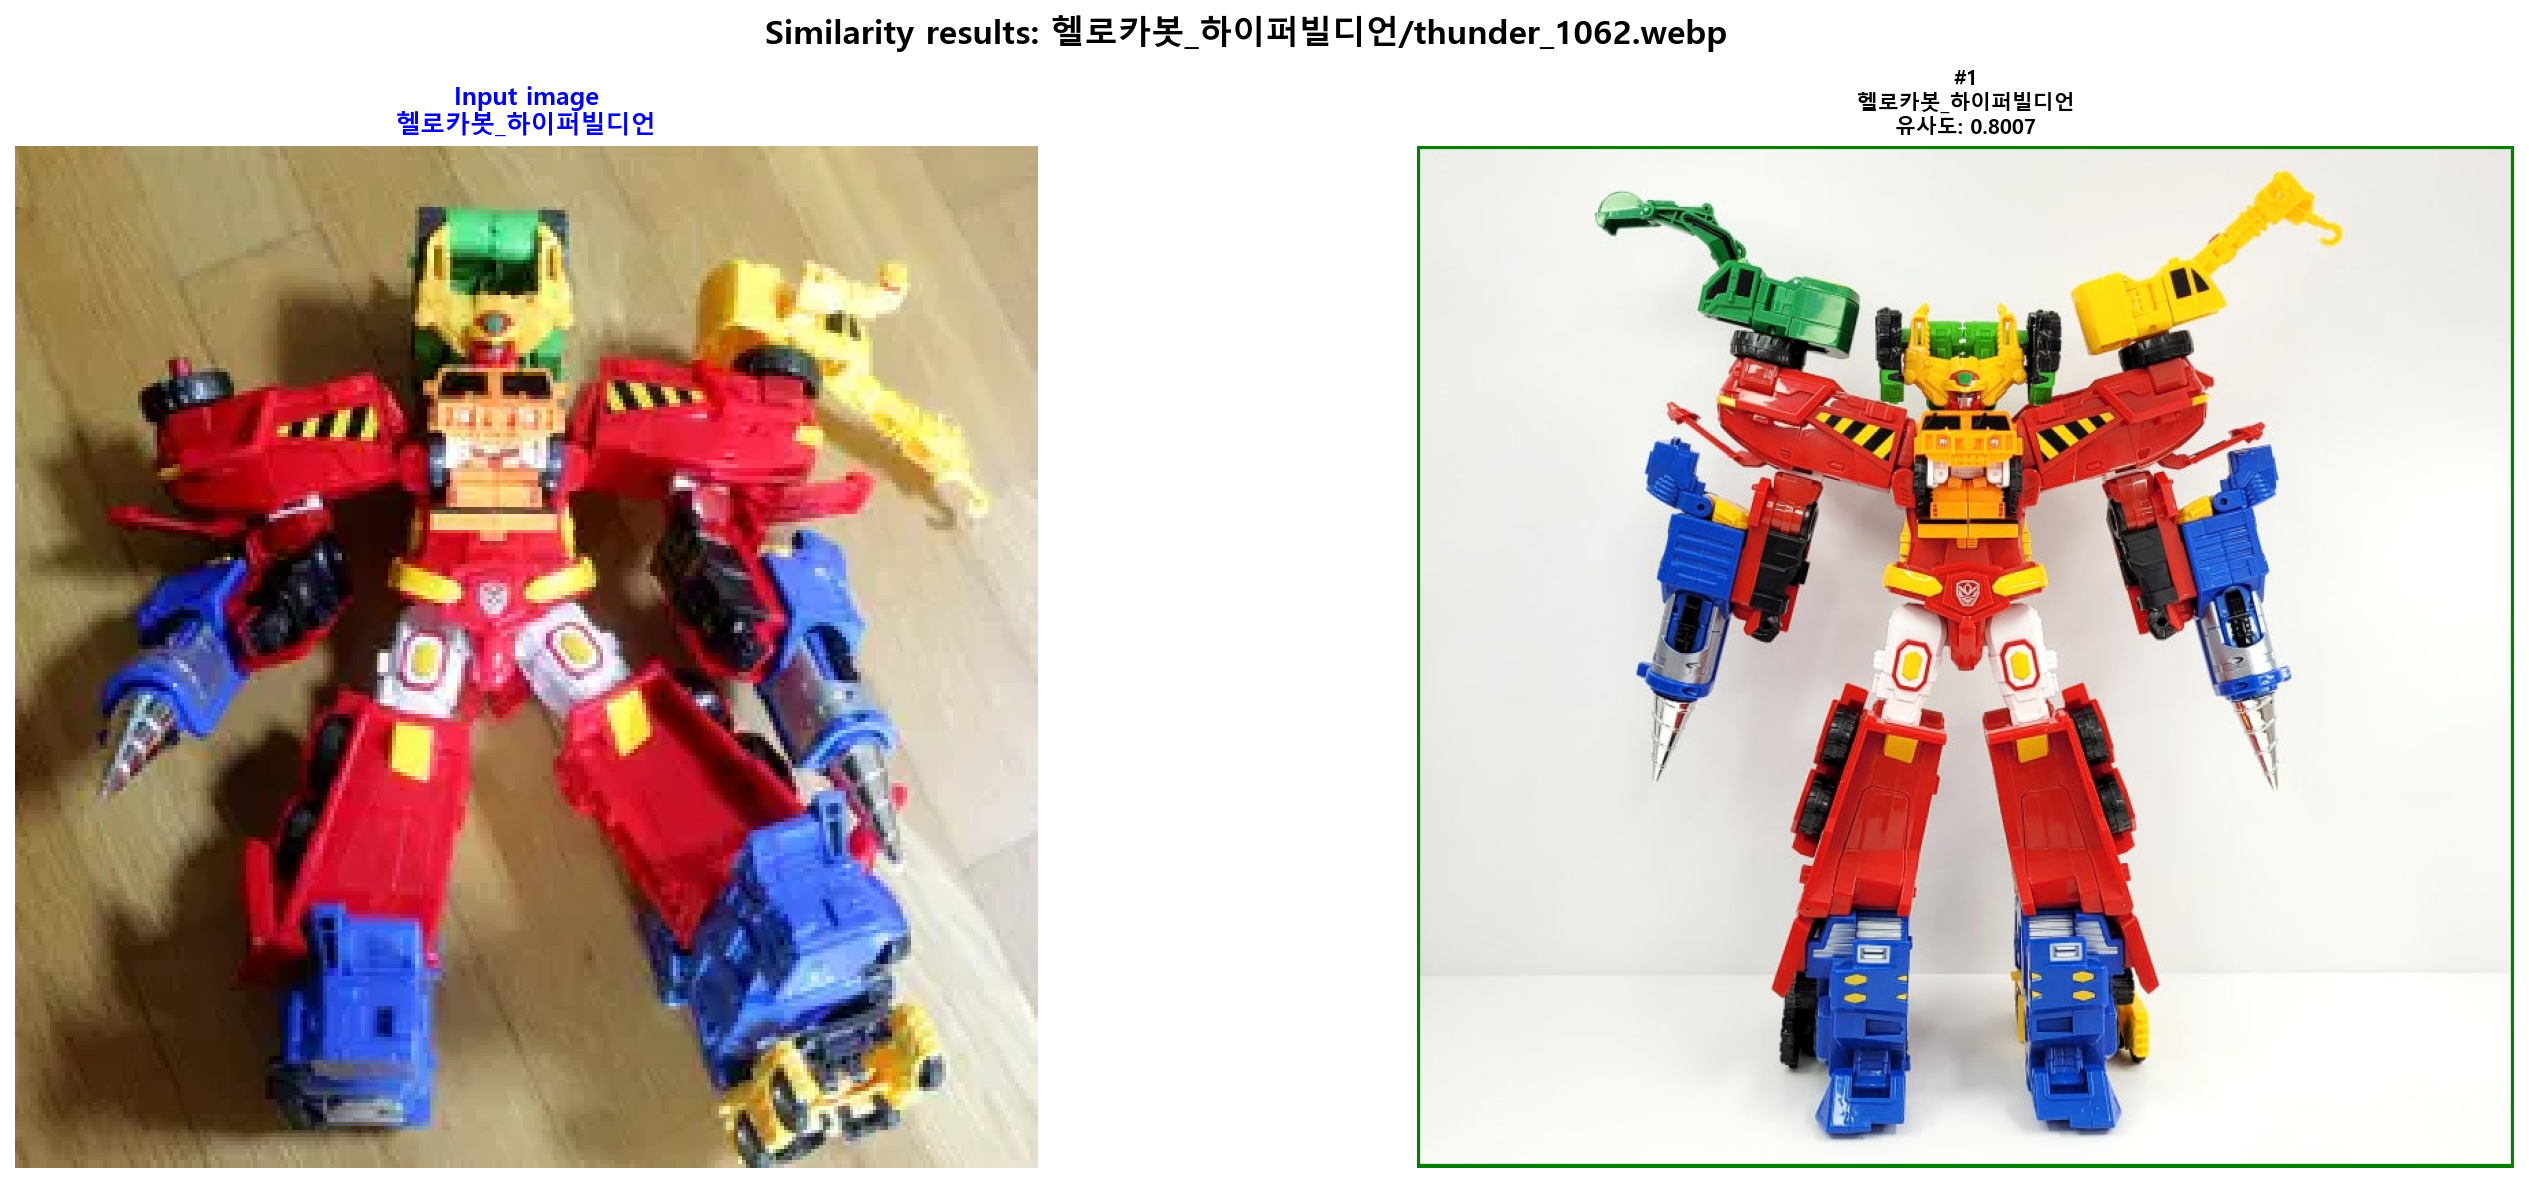 Similarity results: 헬로카봇_하이퍼빌디언/thunder_1062.webp
Input image
헬로카봇_하이퍼빌디언
#1
헬로카봇_하이퍼빌디언
유사도: 0.8007